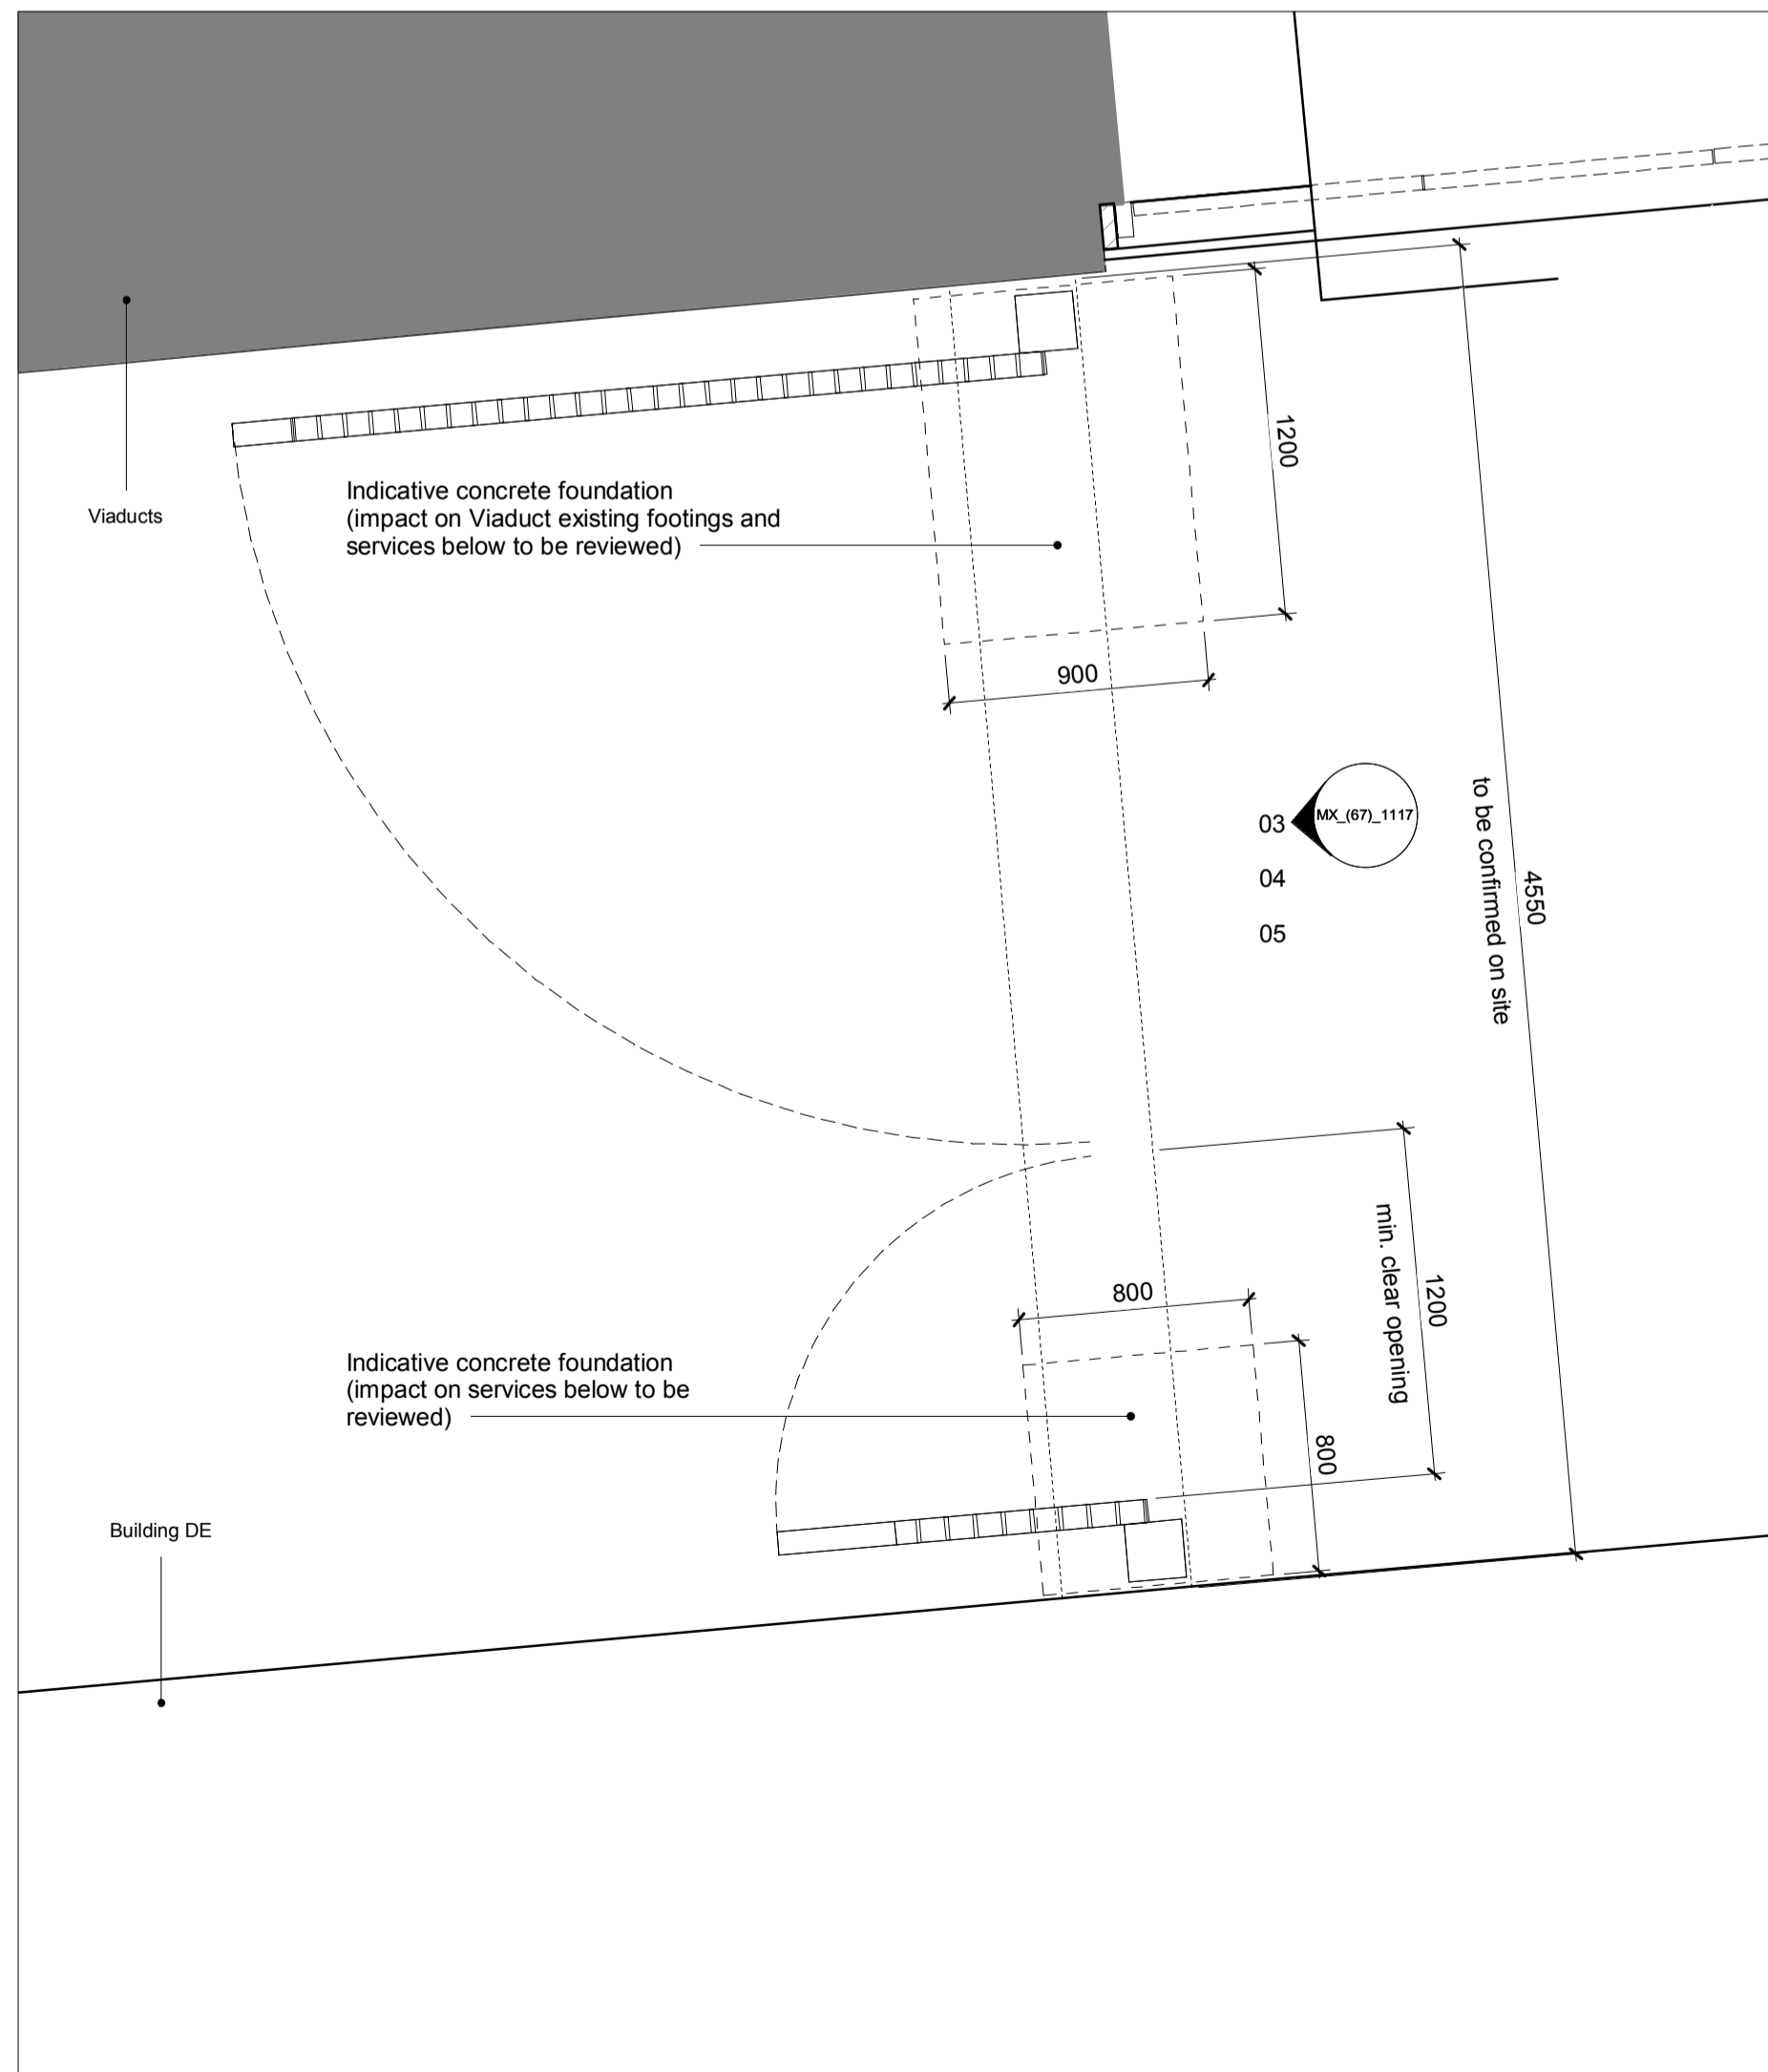 Viaducts
Indicative concrete foundation
(impact on Viaduct existing footings and
services below to be reviewed)
1200
900
03
MX_(67)_1117
04
05
to be confirmed on site
4550
min. clear opening
1200
800
800
Indicative concrete foundation
(impact on services below to be
reviewed)
Building DE